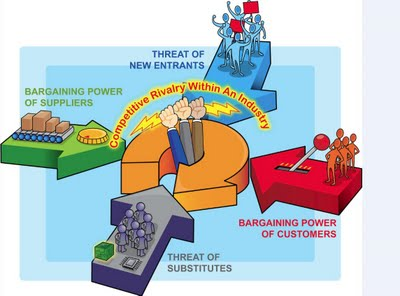 THREAT OF
NEW ENTRANTS
BARGAINING POWER
OF SUPPLIERS
Competitive Rivalry Within An Industry
BARGAINING POWER
OF CUSTOMERS
THREAT OF
SUBSTITUTES